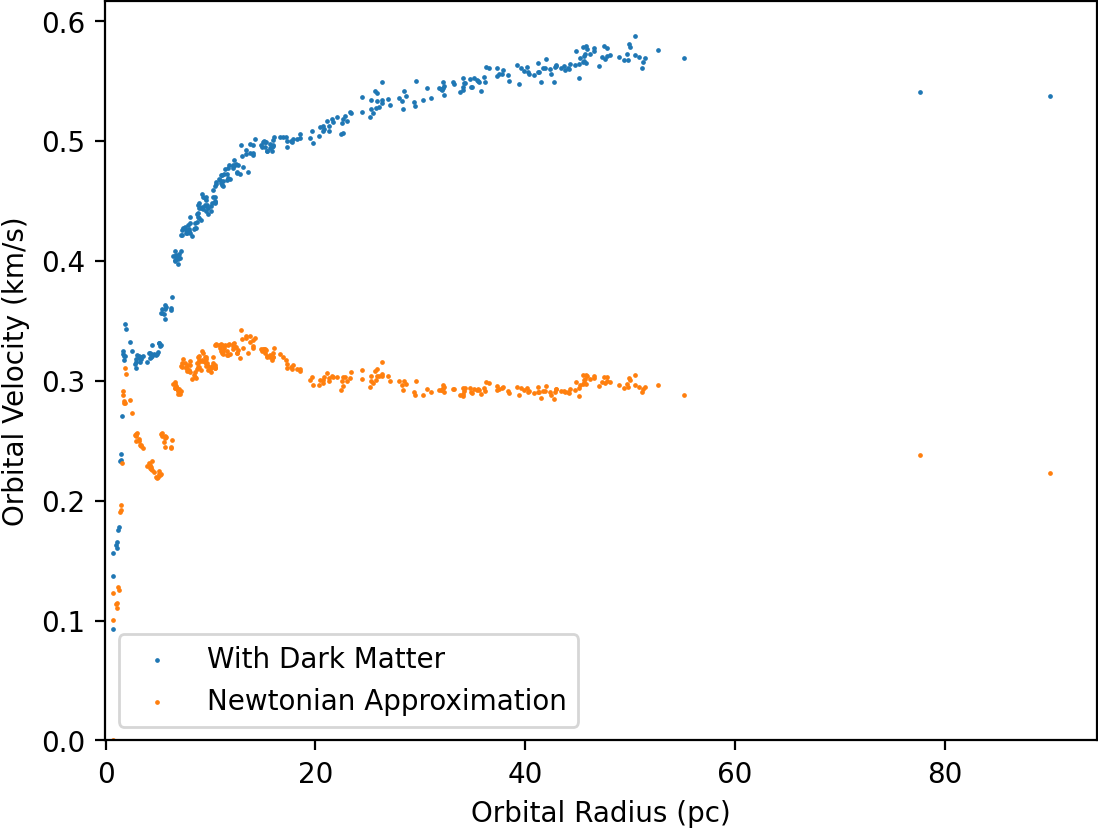 0.6
0.5
0.4
0.3
0.2
0.1
0.0
Orbital Velocity (km/s)
With Dark Matter
Newtonian Approximation
0 20 40 60 80
Orbital Radius (pc)